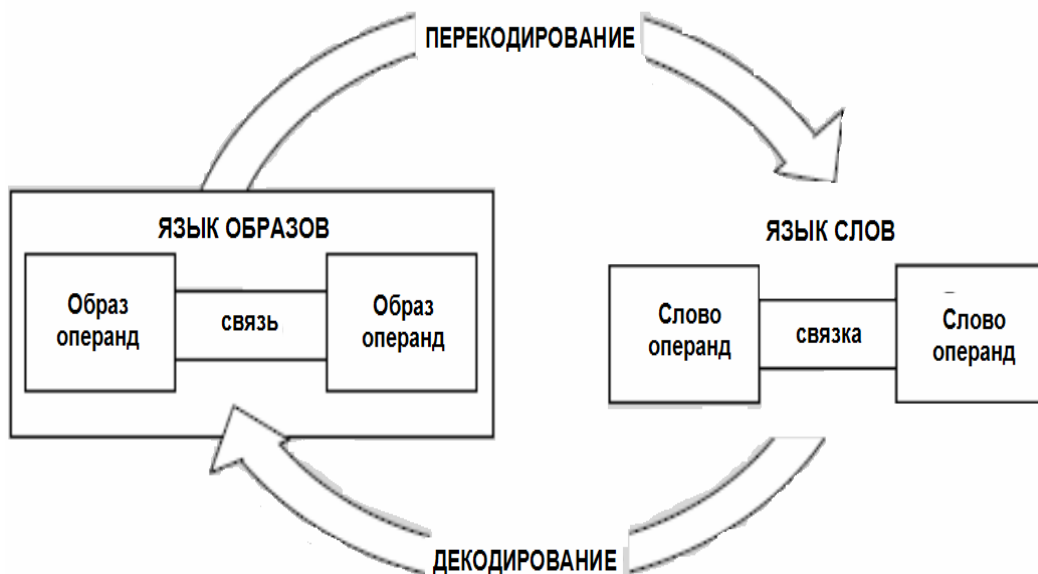 ПЕРЕКОДИРОВАНИЕ
ЯЗЫК ОБРАЗОВ
Образ
операнд
связь
Образ
операнд
ЯЗЫК СЛОВ
Слово
операнд
связка
Слово
операнд
ДЕКОДИРОВАНИЕ